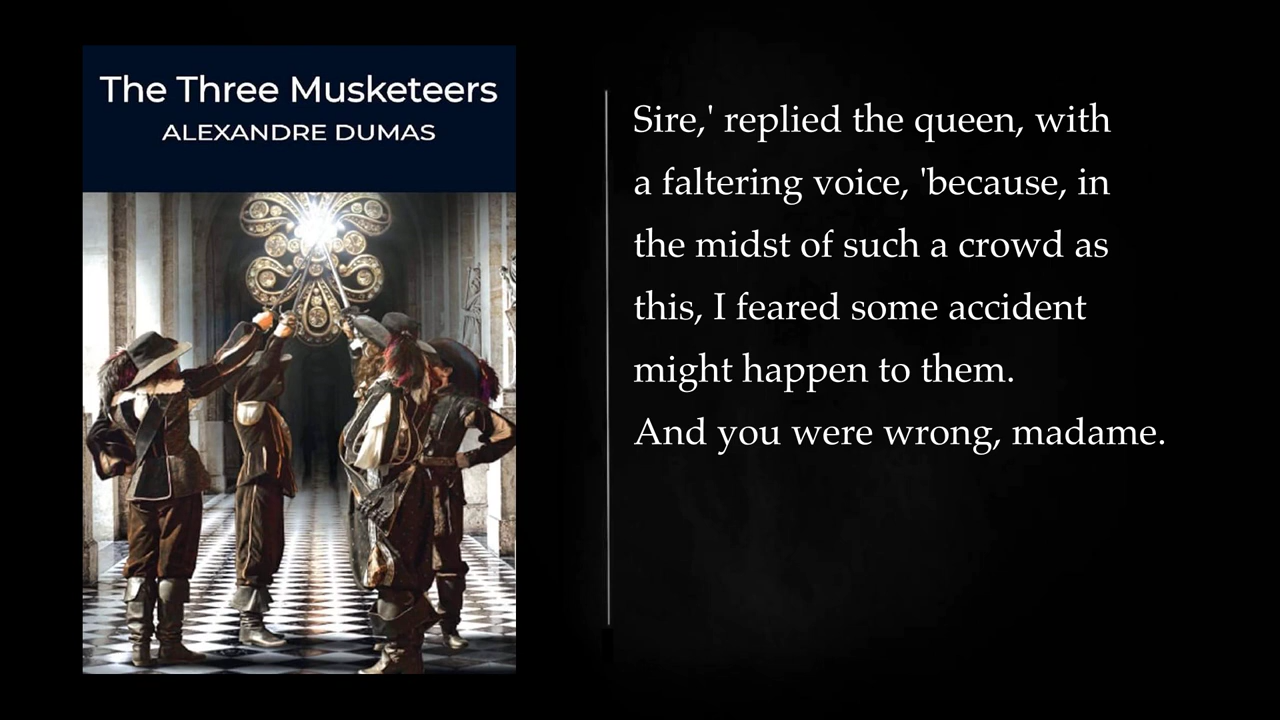 The Three Musketeers
ALEXANDRE DUMAS
Sire,' replied the queen, with
a faltering voice, 'because, in
the midst of such a crowd as
this, I feared some accident
might happen to them.
And you were wrong, madame.